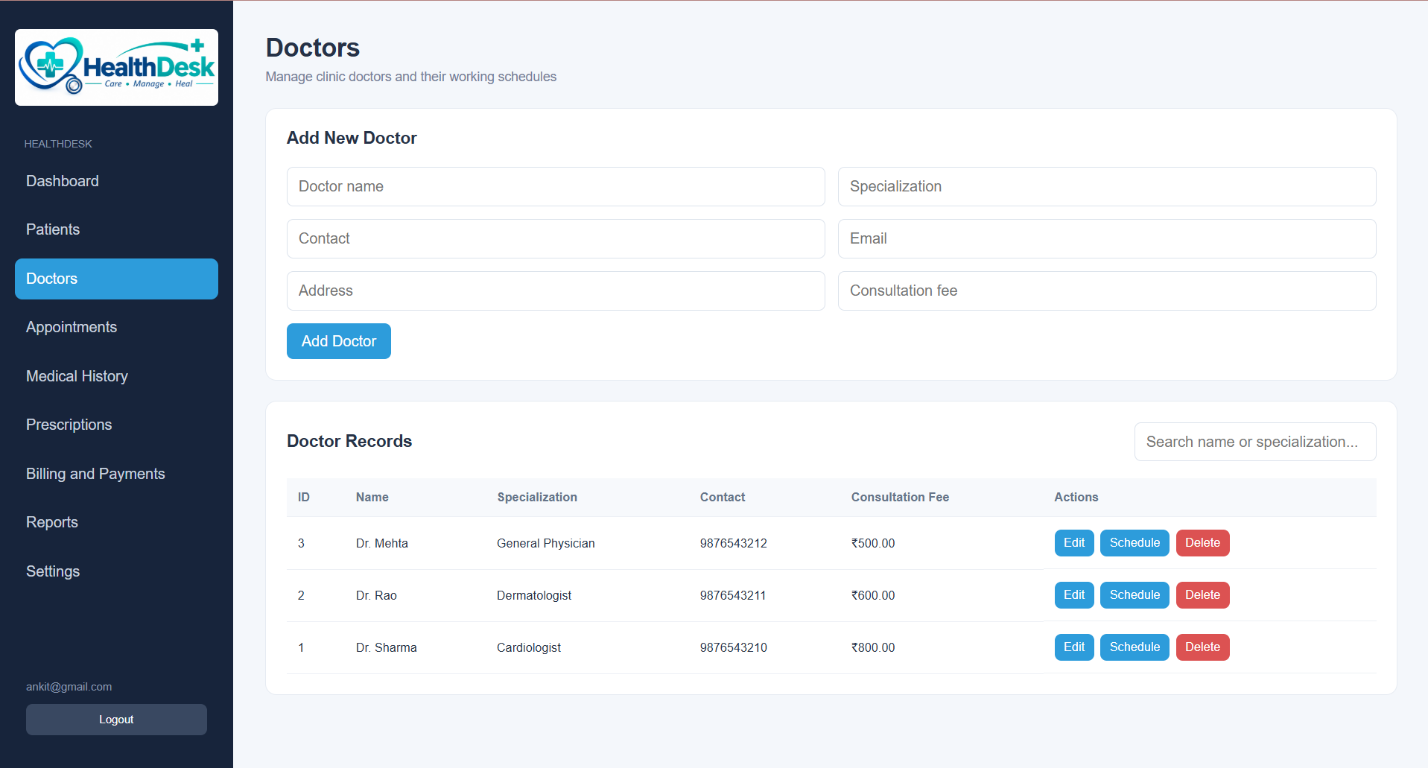 HealthDesk
Care • Manage • Heal
HEALTHDESK
Dashboard
Patients
Doctors
Appointments
Medical History
Prescriptions
Billing and Payments
Reports
Settings
ankit@gmail.com
Logout
Doctors
Manage clinic doctors and their working schedules
Add New Doctor
Doctor name Specialization
Contact Email
Address Consultation fee
Add Doctor
Doctor Records Search name or specialization...
ID Name Specialization Contact Consultation Fee Actions
3 Dr. Mehta General Physician 9876543212 ₹500.00 Edit Schedule Delete
2 Dr. Rao Dermatologist 9876543211 ₹600.00 Edit Schedule Delete
1 Dr. Sharma Cardiologist 9876543210 ₹800.00 Edit Schedule Delete